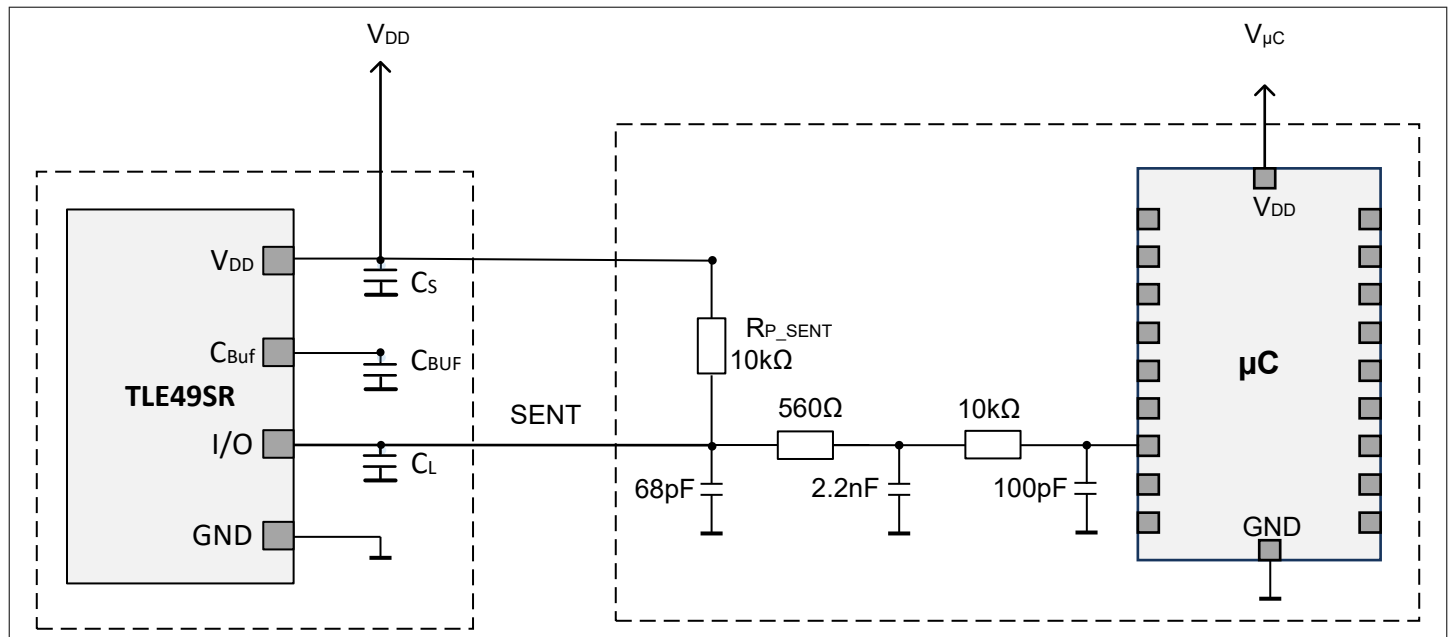 VDD
VµC
VDD
CS
CBuf
CBUF
TLE49SR
I/O
CL
GND
SENT
RP_SENT
10kΩ
560Ω
10kΩ
68pF
2.2nF
100pF
VDD
µC
GND